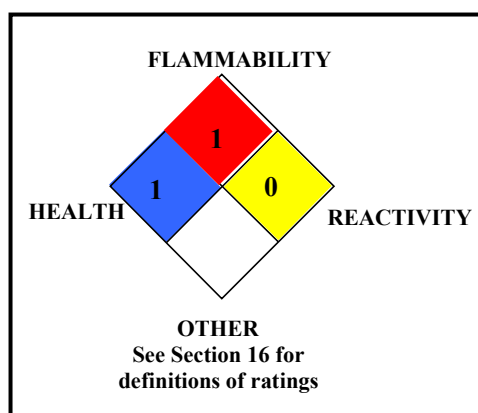 FLAMMABILITY
1
1
0
HEALTH
REACTIVITY
OTHER
See Section 16 for
definitions of ratings